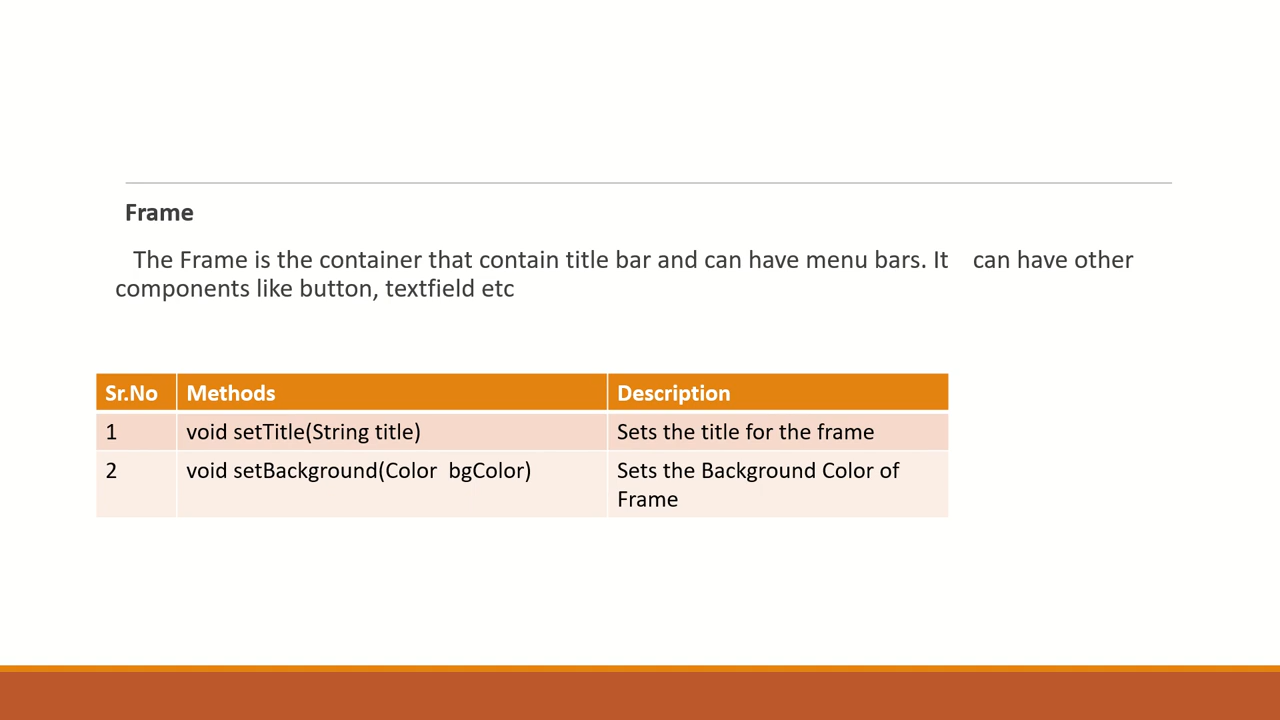 Frame
The Frame is the container that contain title bar and can have menu bars. It can have other
components like button, textfield etc
Sr.No Methods Description
1 void setTitle(String title) Sets the title for the frame
2 void setBackground(Color bgColor) Sets the Background Color of
Frame